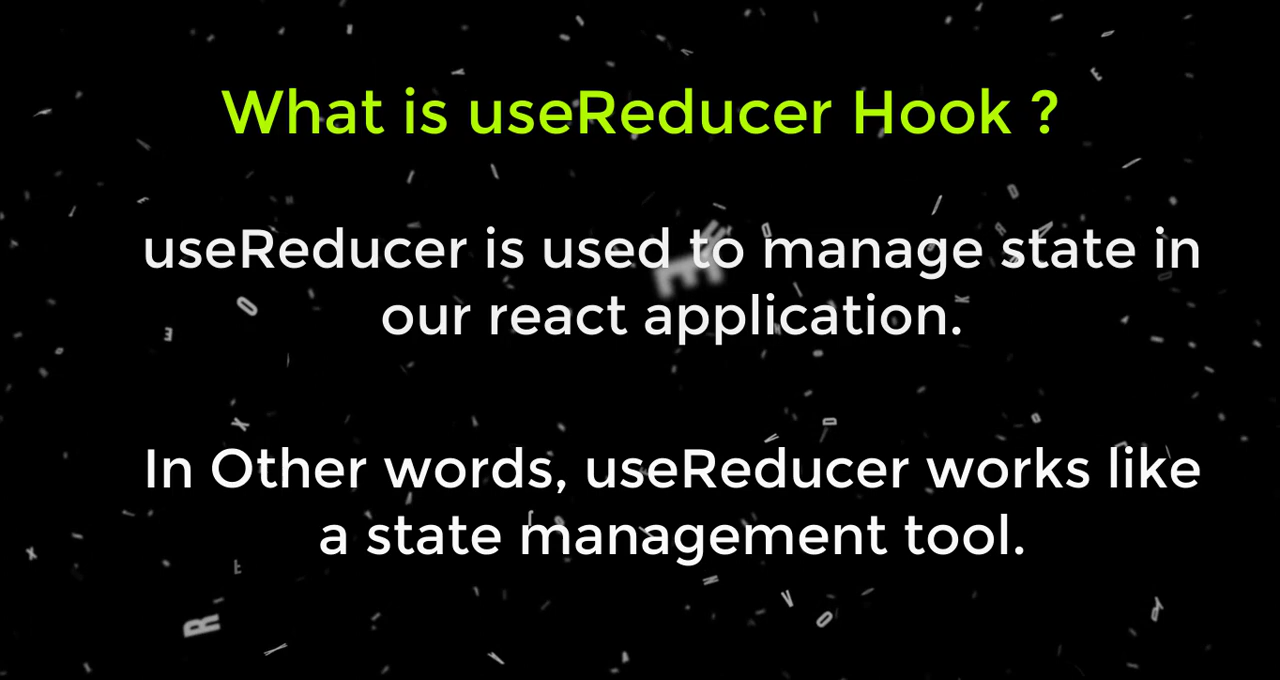 What is useReducer Hook ?
useReducer is used to manage state in
our react application.
In Other words, useReducer works like
a state management tool.